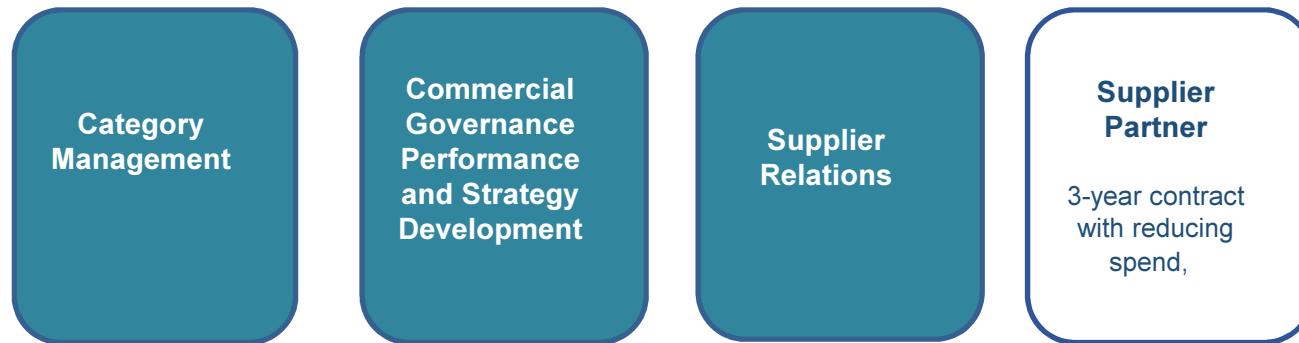 Category
Management
Commercial
Governance
Performance
and Strategy
Development
Supplier
Relations
Supplier
Partner
3-year contract
with reducing
spend,